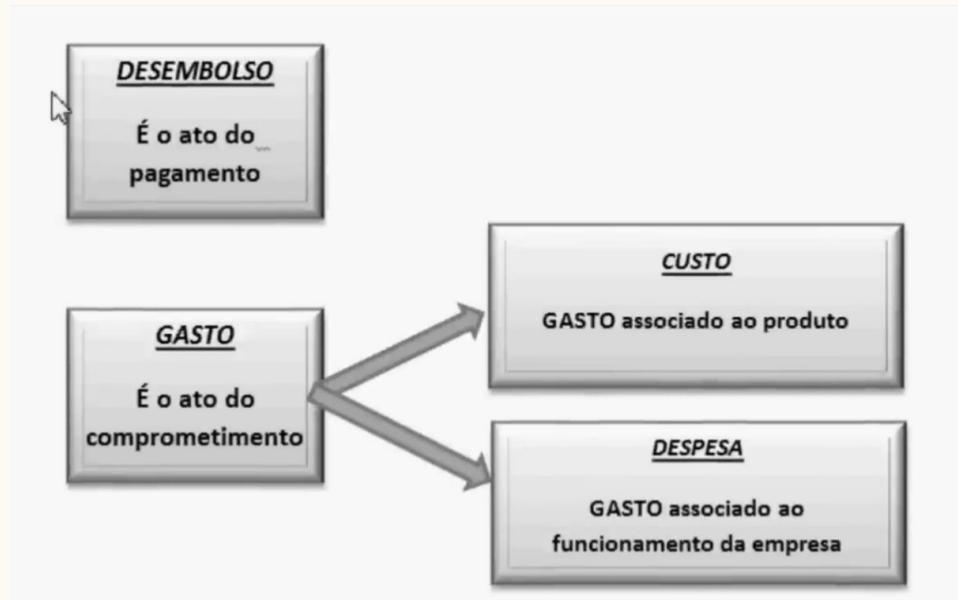 DESEMBOLSO
É o ato do
pagamento
GASTO
É o ato do
comprometimento
CUSTO
GASTO associado ao produto
DESPESA
GASTO associado ao
funcionamento da empresa